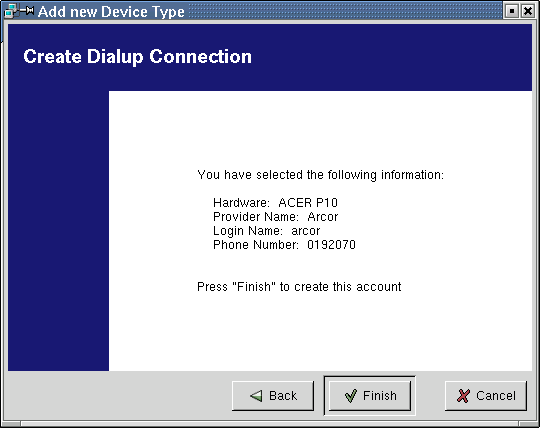 Add new Device Type
Create Dialup Connection
You have selected the following information:
Hardware: ACER P10
Provider Name: Arcor
Login Name: arcor
Phone Number: 0192070
Press "Finish" to create this account
Back
Finish
Cancel